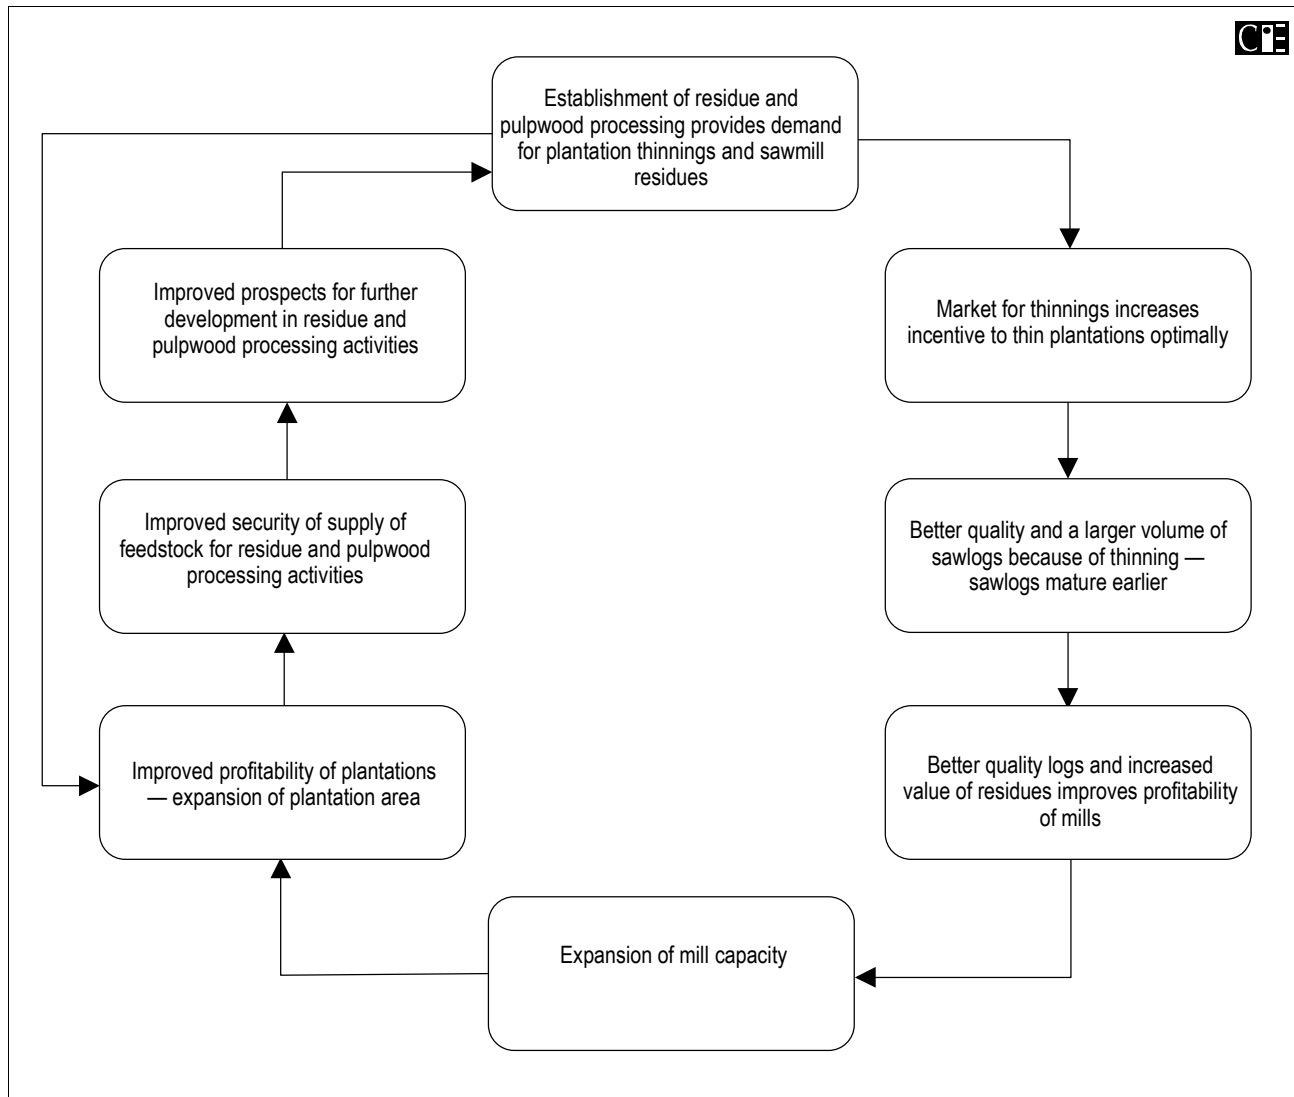 CIE
Establishment of residue and
pulpwood processing provides demand
for plantation thinnings and sawmill
residues
Improved prospects for further
development in residue and
pulpwood processing activities
Market for thinnings increases
incentive to thin plantations optimally
Improved security of supply of
feedstock for residue and pulpwood
processing activities
Better quality and a larger volume of
sawlogs because of thinning —
sawlogs mature earlier
Improved profitability of plantations
— expansion of plantation area
Better quality logs and increased
value of residues improves profitability
of mills
Expansion of mill capacity